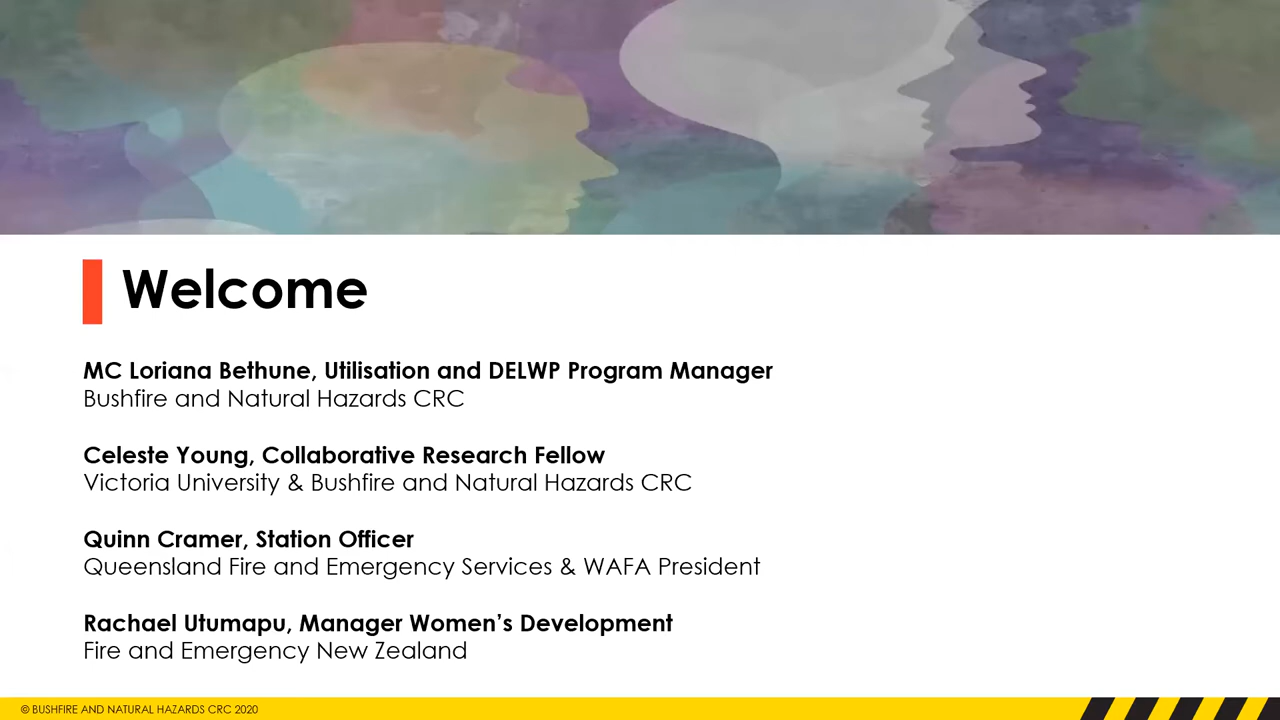 Welcome
MC Loriana Bethune, Utilisation and DELWP Program Manager
Bushfire and Natural Hazards CRC
Celeste Young, Collaborative Research Fellow
Victoria University & Bushfire and Natural Hazards CRC
Quinn Cramer, Station Officer
Queensland Fire and Emergency Services & WAFA President
Rachael Utumapu, Manager Women’s Development
Fire and Emergency New Zealand
© BUSHFIRE AND NATURAL HAZARDS CRC 2020